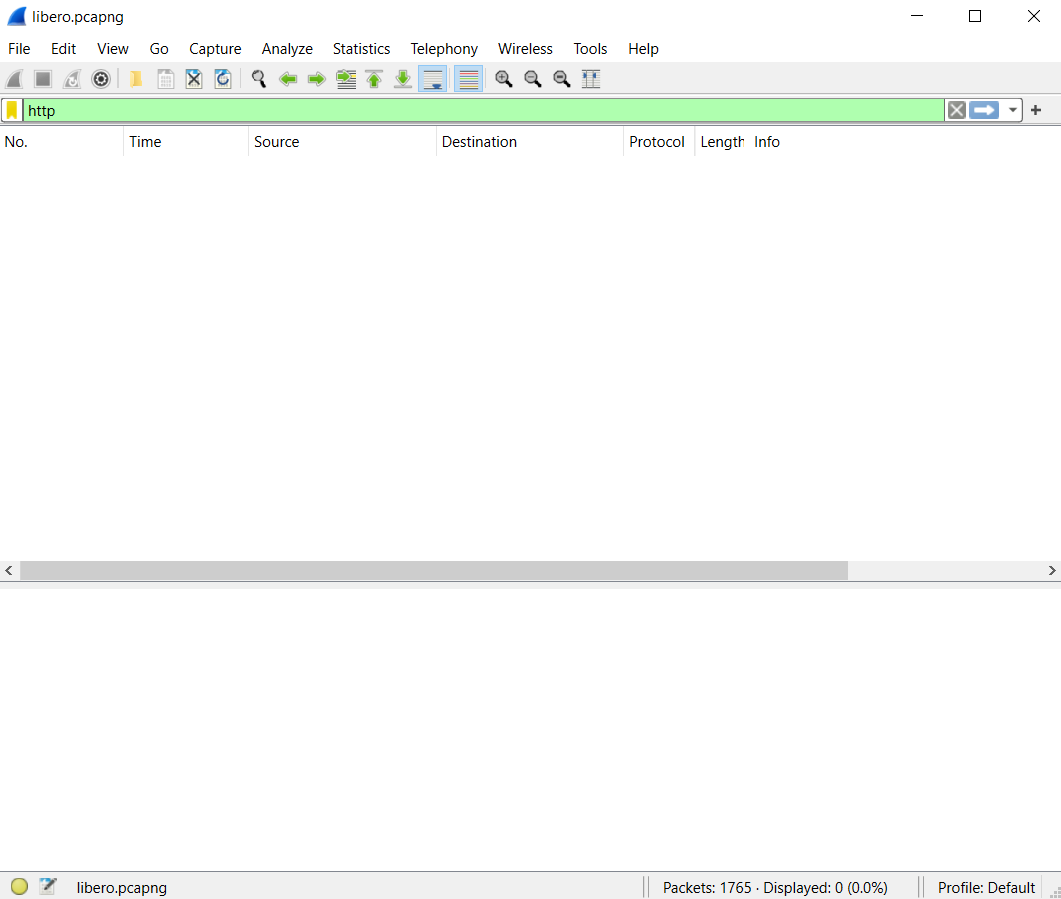 libero.pcapng
File Edit View Go Capture Analyze Statistics Telephony Wireless Tools Help
http
No. Time Source Destination Protocol Length Info
libero.pcapng Packets: 1765 · Displayed: 0 (0.0%) Profile: Default